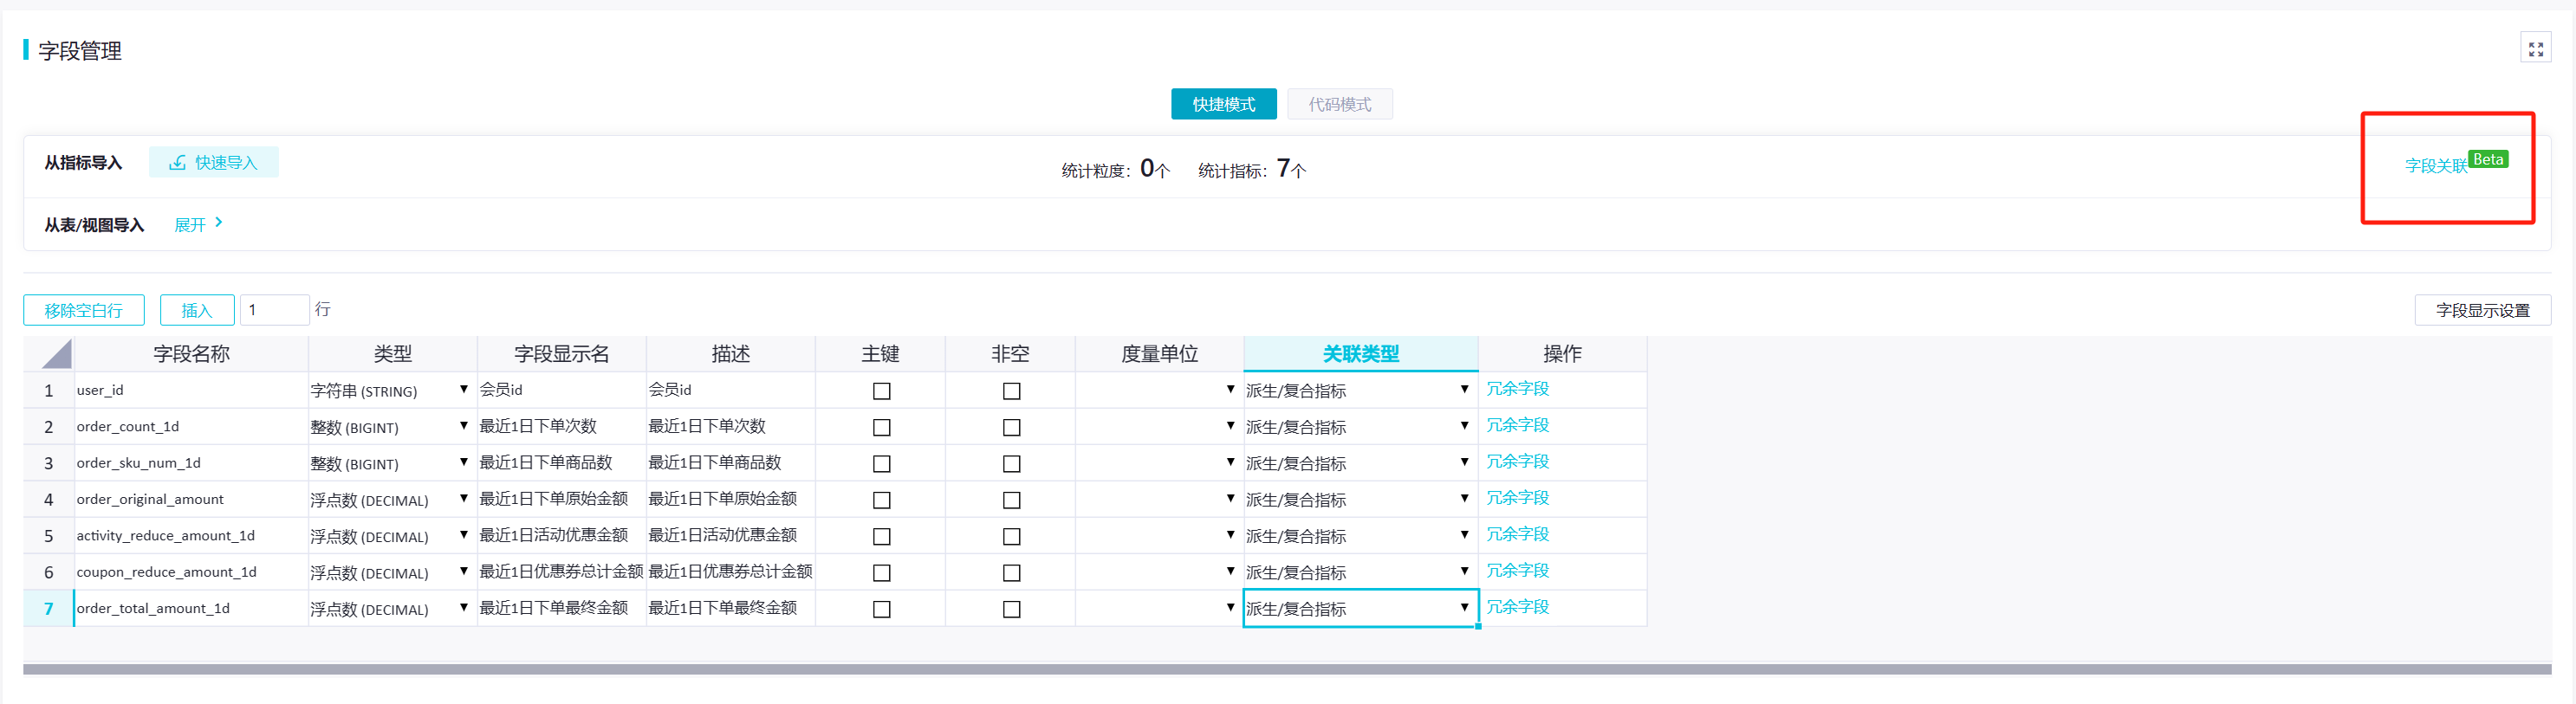 字段管理
快捷模式 代码模式
从指标导入 快速导入 统计粒度：0个 统计指标：7个 字段关联 Beta
从表/视图导入 展开
移除空白行 插入 1 行 字段显示设置
字段名称 类型 字段显示名 描述 主键 非空 度量单位 关联类型 操作
1 user_id 字符串 (STRING) 会员id 会员id 派生/复合指标 冗余字段
2 order_count_1d 整数 (BIGINT) 最近1日下单次数 最近1日下单次数 派生/复合指标 冗余字段
3 order_sku_num_1d 整数 (BIGINT) 最近1日下单商品数 最近1日下单商品数 派生/复合指标 冗余字段
4 order_original_amount 浮点数 (DECIMAL) 最近1日下单原始金额 最近1日下单原始金额 派生/复合指标 冗余字段
5 activity_reduce_amount_1d 浮点数 (DECIMAL) 最近1日活动优惠金额 最近1日活动优惠金额 派生/复合指标 冗余字段
6 coupon_reduce_amount_1d 浮点数 (DECIMAL) 最近1日优惠券总计金额 最近1日优惠券总计金额 派生/复合指标 冗余字段
7 order_total_amount_1d 浮点数 (DECIMAL) 最近1日下单最终金额 最近1日下单最终金额 派生/复合指标 冗余字段